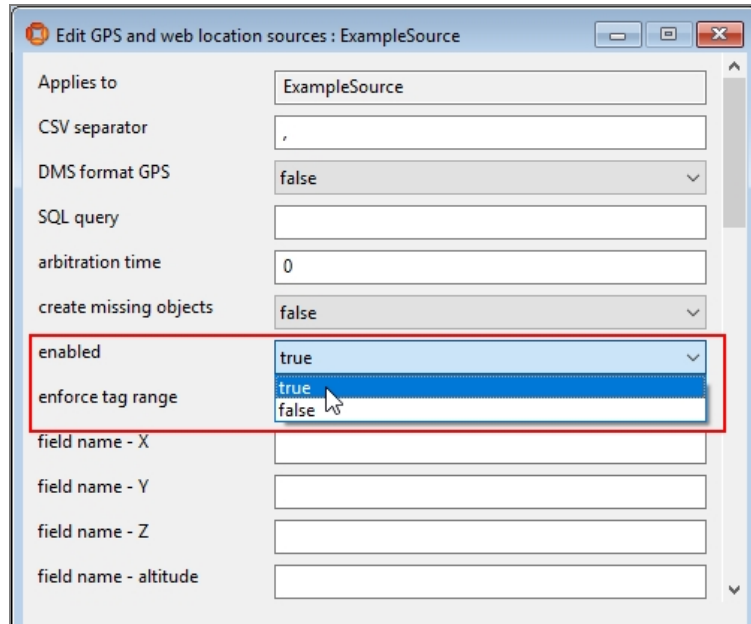 Edit GPS and web location sources : ExampleSource
Applies to ExampleSource
CSV separator ,
DMS format GPS false
SQL query
arbitration time 0
create missing objects false
enabled true
true
enforce tag range
false
field name - X
field name - Y
field name - Z
field name - altitude